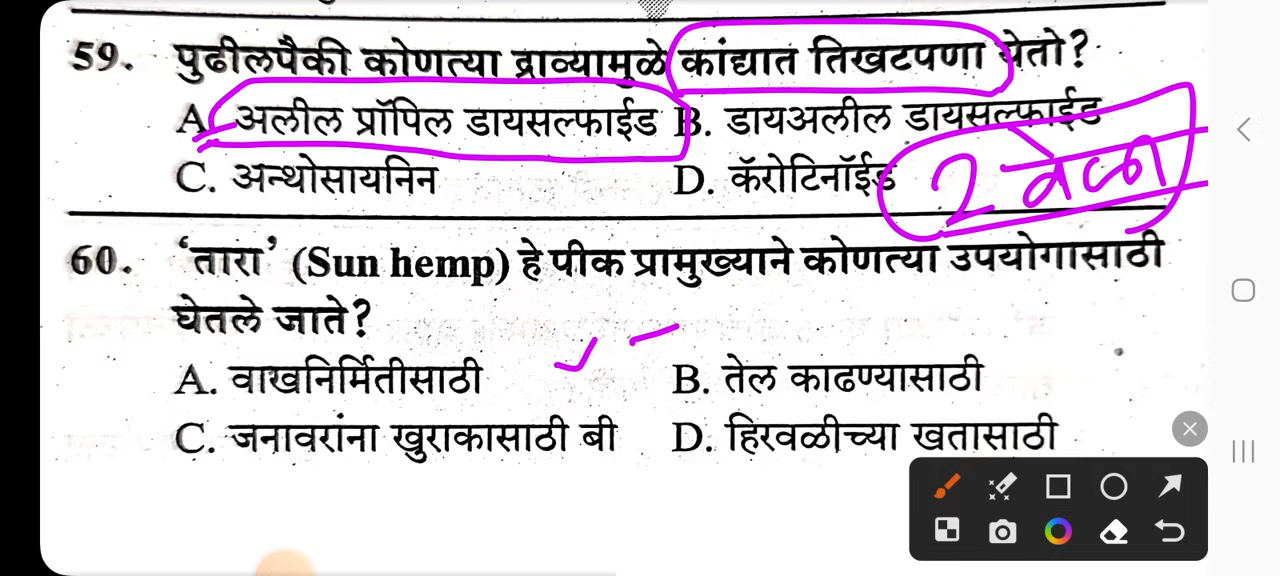 59. पुढीलपैकी कोणत्या द्राव्यामुळे कांद्यात तिखटपणा येतो?
A. अलील प्रॉपिल डायसल्फाईड B. डायअलील डायसल्फाईड
C. अन्थोसायनिन D. कॅरोटिनॉईड
2 वेळा
60. 'तारा' (Sun hemp) हे पीक प्रामुख्याने कोणत्या उपयोगासाठी
घेतले जाते?
A. वाखनिर्मितीसाठी B. तेल काढण्यासाठी
C. जनावरांना खुराकासाठी बी D. हिरवळीच्या खतासाठी